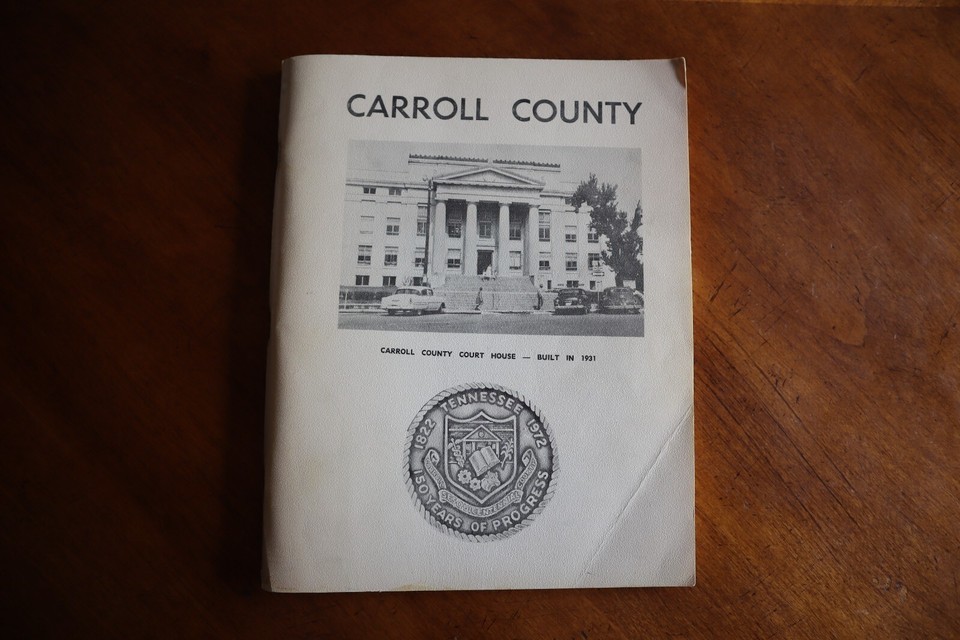 CARROLL COUNTY
CARROLL COUNTY COURT HOUSE — BUILT IN 1931
1822 TENNESSEE 1972
150 YEARS OF PROGRESS